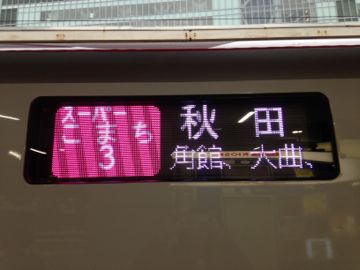 スーパー
こまち
3
秋田
角館、大曲、